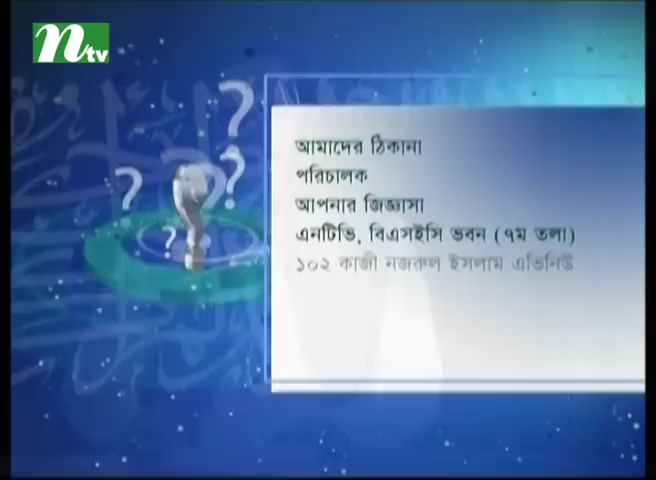 ntv
আমাদের ঠিকানা
পরিচালক
আপনার জিজ্ঞাসা
এনটিভি, বিএসইসি ভবন (৭ম তলা)
১০২ কাজী নজরুল ইসলাম এভিনিউ